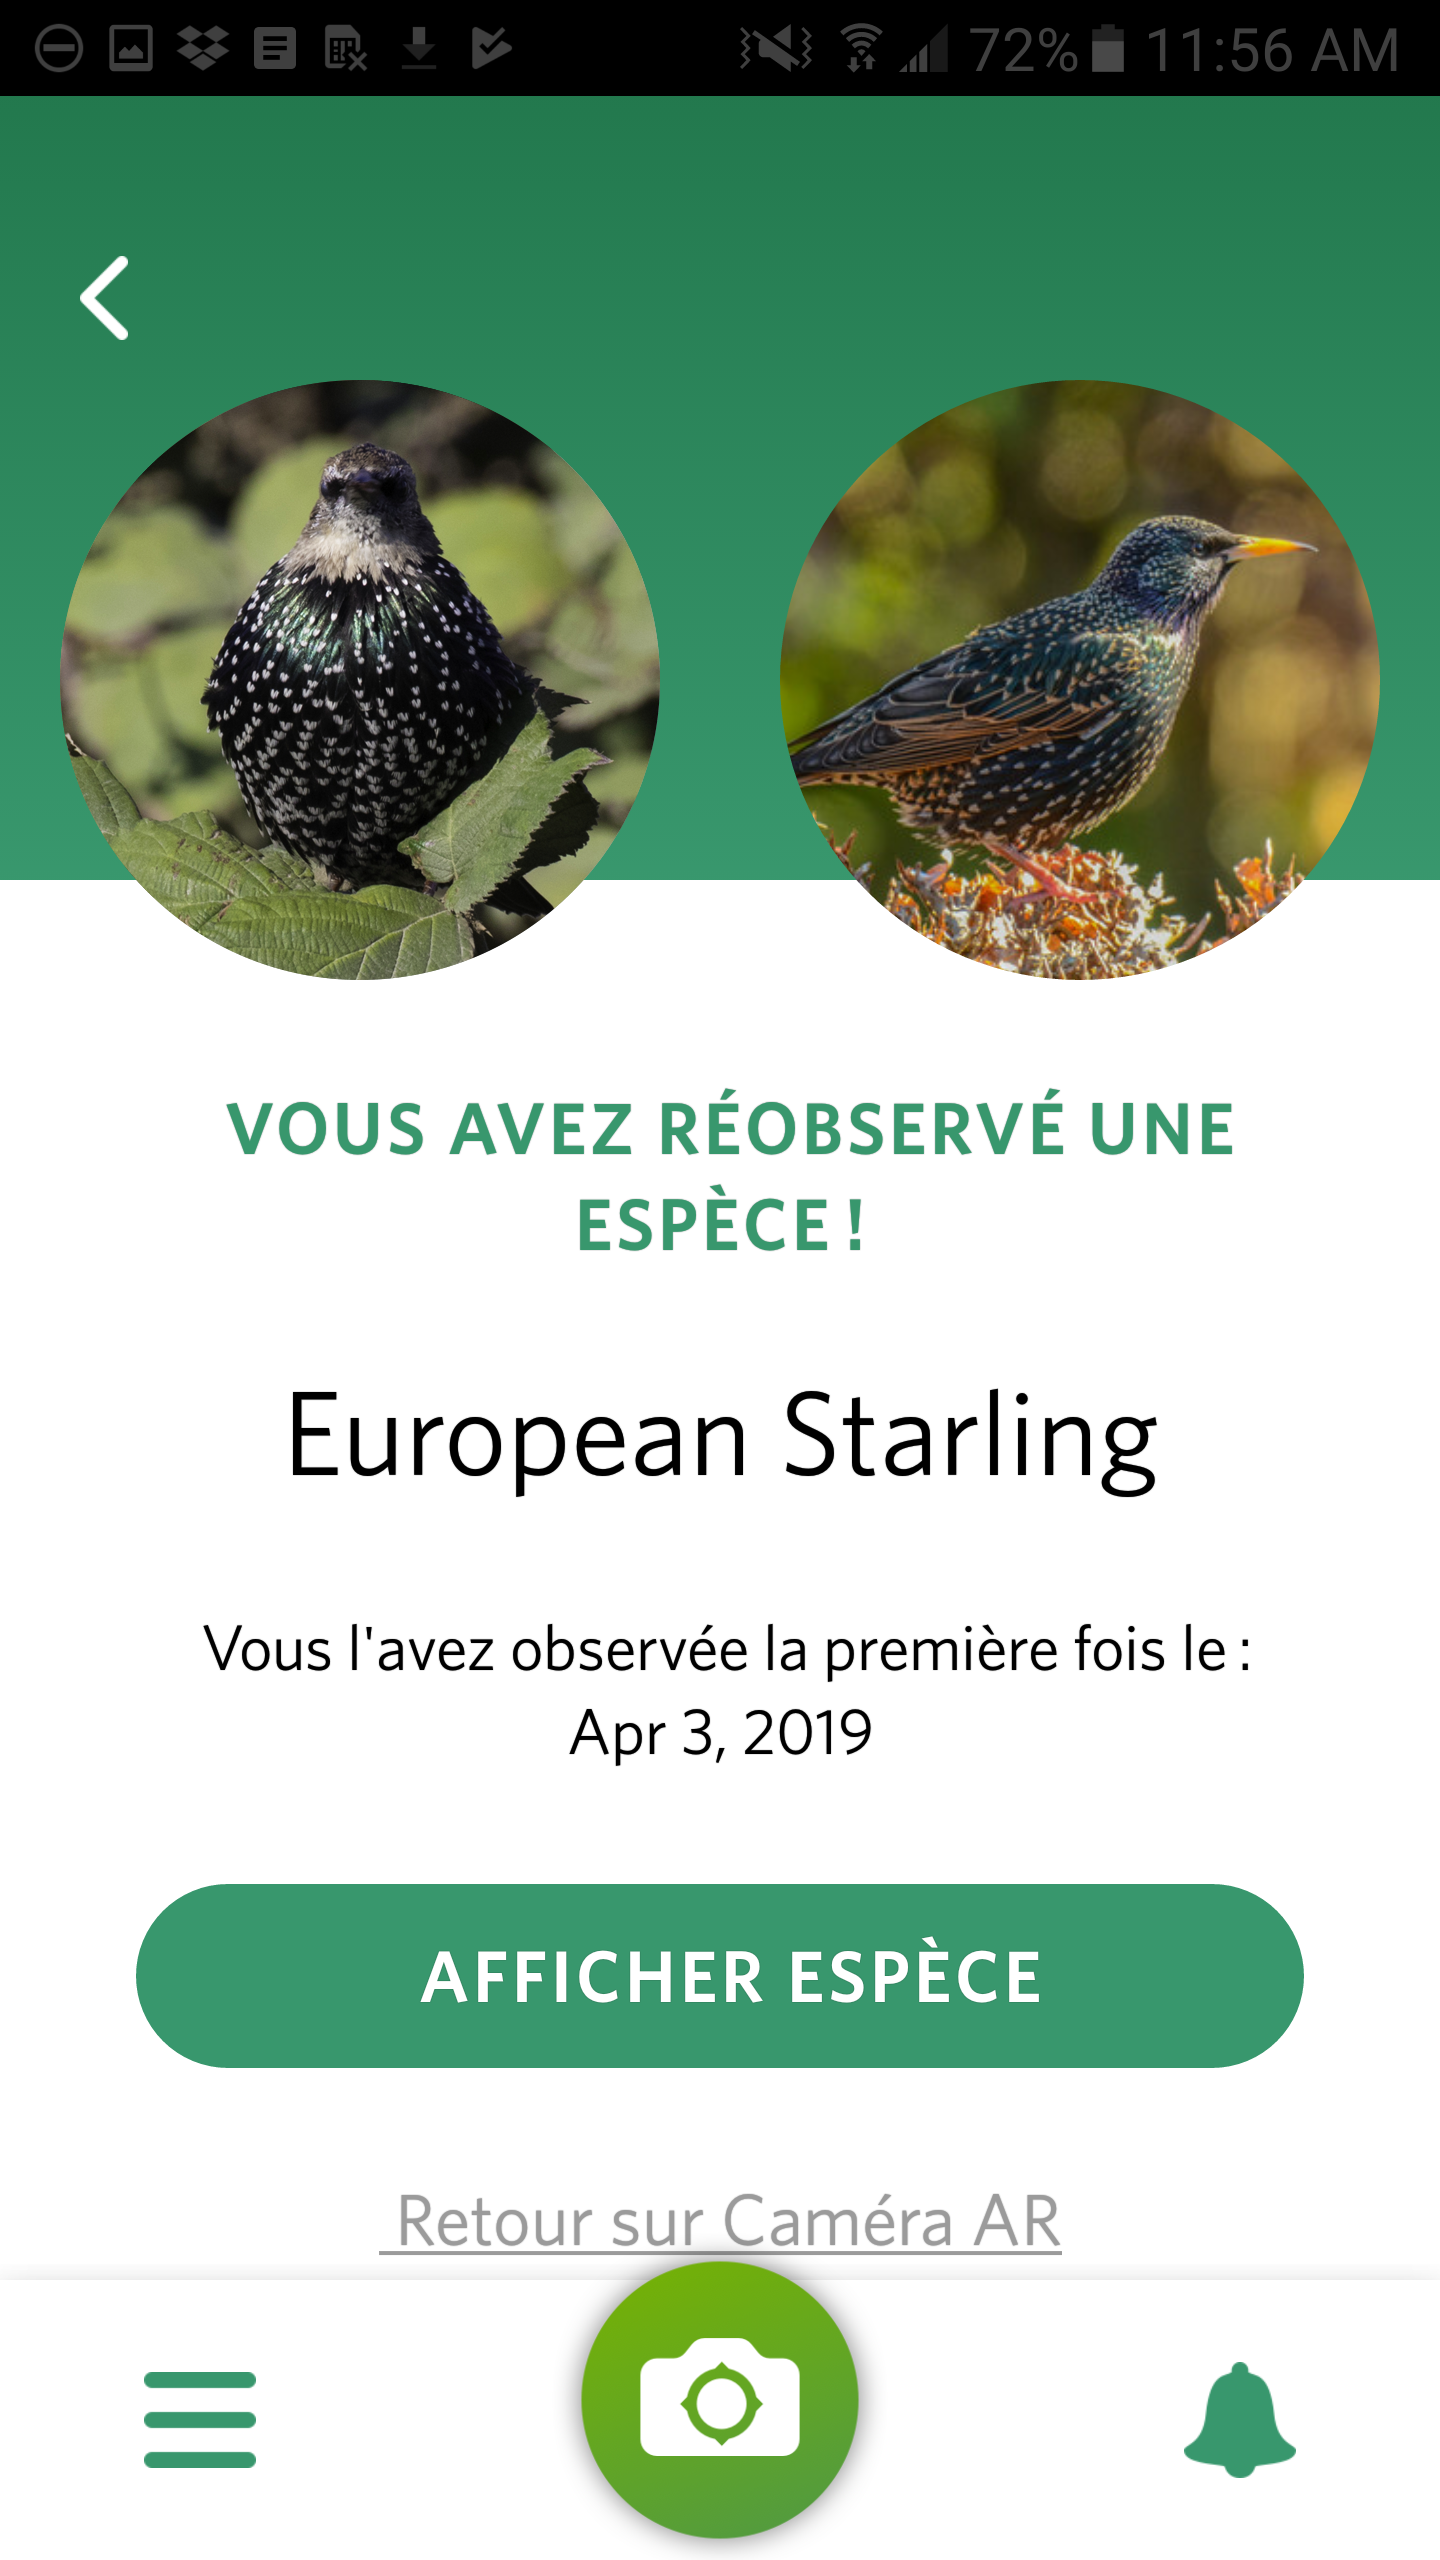 72% 11:56 AM
VOUS AVEZ RÉOBSERVÉ UNE
ESPÈCE !
European Starling
Vous l'avez observée la première fois le :
Apr 3, 2019
AFFICHER ESPÈCE
Retour sur Caméra AR